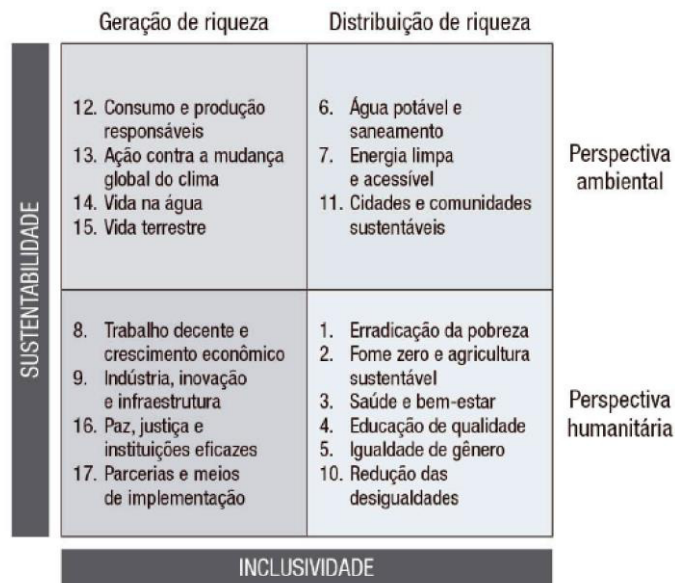 Geração de riqueza
Distribuição de riqueza
SUSTENTABILIDADE
12. Consumo e produção
responsáveis
13. Ação contra a mudança
global do clima
14. Vida na água
15. Vida terrestre
6. Água potável e
saneamento
7. Energia limpa
e acessível
11. Cidades e comunidades
sustentáveis
Perspectiva
ambiental
8. Trabalho decente e
crescimento econômico
9. Indústria, inovação
e infraestrutura
16. Paz, justiça e
instituições eficazes
17. Parcerias e meios
de implementação
1. Erradicação da pobreza
2. Fome zero e agricultura
sustentável
3. Saúde e bem-estar
4. Educação de qualidade
5. Igualdade de gênero
10. Redução das
desigualdades
Perspectiva
humanitária
INCLUSIVIDADE